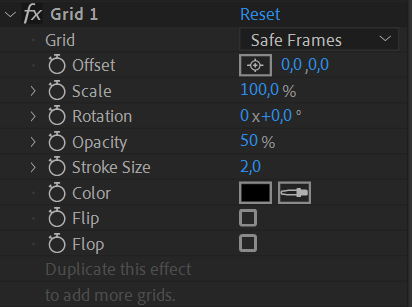 fx Grid 1 Reset
Grid Safe Frames
Offset 0,0 ,0,0
Scale 100,0 %
Rotation 0 x+0,0 °
Opacity 50 %
Stroke Size 2,0
Color
Flip
Flop
Duplicate this effect
to add more grids.